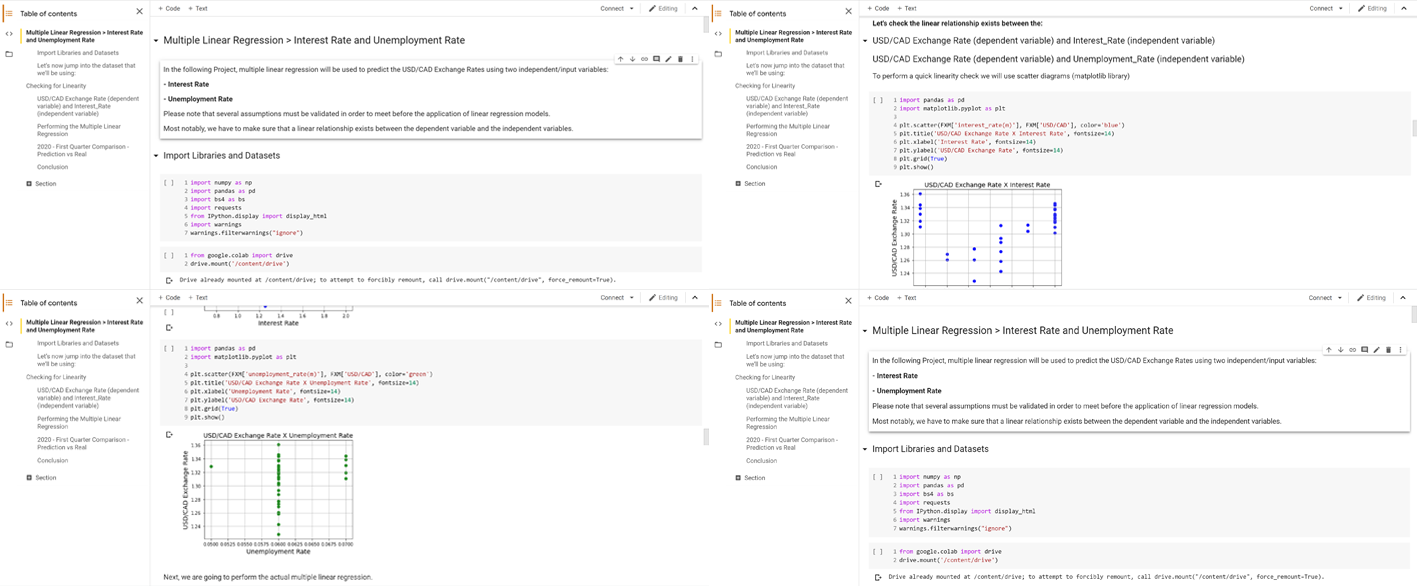 Table of contents
Multiple Linear Regression > Interest Rate
and Unemployment Rate
Import Libraries and Datasets
Let's now jump into the dataset that
we'll be using:
Checking for Linearity
USD/CAD Exchange Rate (dependent
variable) and Interest_Rate
(independent variable)
Performing the Multiple Linear
Regression
2020 - First Quarter Comparison -
Prediction vs Real
Conclusion
Section
+ Code + Text
Connect
Editing
Multiple Linear Regression > Interest Rate and Unemployment Rate
In the following Project, multiple linear regression will be used to predict the USD/CAD Exchange Rates using two independent/input variables:
- Interest Rate
- Unemployment Rate
Please note that several assumptions must be validated in order to meet before the application of linear regression models.
Most notably, we have to make sure that a linear relationship exists between the dependent variable and the independent variables.
Import Libraries and Datasets
[ ] 1 import numpy as np
2 import pandas as pd
3 import bs4 as bs
4 import requests
5 from IPython.display import display_html
6 import warnings
7 warnings.filterwarnings("ignore")
[ ] 1 from google.colab import drive
2 drive.mount('/content/drive')
Drive already mounted at /content/drive; to attempt to forcibly remount, call drive.mount("/content/drive", force_remount=True).
Table of contents
Multiple Linear Regression > Interest Rate
and Unemployment Rate
Import Libraries and Datasets
Let's now jump into the dataset that
we'll be using:
Checking for Linearity
USD/CAD Exchange Rate (dependent
variable) and Interest_Rate
(independent variable)
Performing the Multiple Linear
Regression
2020 - First Quarter Comparison -
Prediction vs Real
Conclusion
Section
+ Code + Text
Connect
Editing
Let's check the linear relationship exists between the:
USD/CAD Exchange Rate (dependent variable) and Interest_Rate (independent variable)
USD/CAD Exchange Rate (dependent variable) and Unemployment_Rate (independent variable)
To perform a quick linearity check we will use scatter diagrams (matplotlib library)
[ ] 1 import pandas as pd
2 import matplotlib.pyplot as plt
3
4 plt.scatter(FXM['interest_rate(m)'], FXM['USD/CAD'], color='blue')
5 plt.title('USD/CAD Exchange Rate X Interest Rate', fontsize=14)
6 plt.xlabel('Interest Rate', fontsize=14)
7 plt.ylabel('USD/CAD Exchange Rate', fontsize=14)
8 plt.grid(True)
9 plt.show()
USD/CAD Exchange Rate X Interest Rate
USD/CAD Exchange Rate
1.36
1.34
1.32
1.30
1.28
1.26
1.24
Table of contents
Multiple Linear Regression > Interest Rate
and Unemployment Rate
Import Libraries and Datasets
Let's now jump into the dataset that
we'll be using:
Checking for Linearity
USD/CAD Exchange Rate (dependent
variable) and Interest_Rate
(independent variable)
Performing the Multiple Linear
Regression
2020 - First Quarter Comparison -
Prediction vs Real
Conclusion
Section
+ Code + Text
Connect
Editing
[ ]
0.8 1.0 1.2 1.4 1.6 1.8 2.0
Interest Rate
[ ] 1 import pandas as pd
2 import matplotlib.pyplot as plt
3
4 plt.scatter(FXM['unemployment_rate(m)'], FXM['USD/CAD'], color='green')
5 plt.title('USD/CAD Exchange Rate X Unemployment Rate', fontsize=14)
6 plt.xlabel('Unemployment Rate', fontsize=14)
7 plt.ylabel('USD/CAD Exchange Rate', fontsize=14)
8 plt.grid(True)
9 plt.show()
USD/CAD Exchange Rate X Unemployment Rate
USD/CAD Exchange Rate
1.36
1.34
1.32
1.30
1.28
1.26
1.24
0.0500 0.0525 0.0550 0.0575 0.0600 0.0625 0.0650 0.0675 0.0700
Unemployment Rate
Next, we are going to perform the actual multiple linear regression.
Table of contents
Multiple Linear Regression > Interest Rate
and Unemployment Rate
Import Libraries and Datasets
Let's now jump into the dataset that
we'll be using:
Checking for Linearity
USD/CAD Exchange Rate (dependent
variable) and Interest_Rate
(independent variable)
Performing the Multiple Linear
Regression
2020 - First Quarter Comparison -
Prediction vs Real
Conclusion
Section
+ Code + Text
Connect
Editing
Multiple Linear Regression > Interest Rate and Unemployment Rate
In the following Project, multiple linear regression will be used to predict the USD/CAD Exchange Rates using two independent/input variables:
- Interest Rate
- Unemployment Rate
Please note that several assumptions must be validated in order to meet before the application of linear regression models.
Most notably, we have to make sure that a linear relationship exists between the dependent variable and the independent variables.
Import Libraries and Datasets
[ ] 1 import numpy as np
2 import pandas as pd
3 import bs4 as bs
4 import requests
5 from IPython.display import display_html
6 import warnings
7 warnings.filterwarnings("ignore")
[ ] 1 from google.colab import drive
2 drive.mount('/content/drive')
Drive already mounted at /content/drive; to attempt to forcibly remount, call drive.mount("/content/drive", force_remount=True).